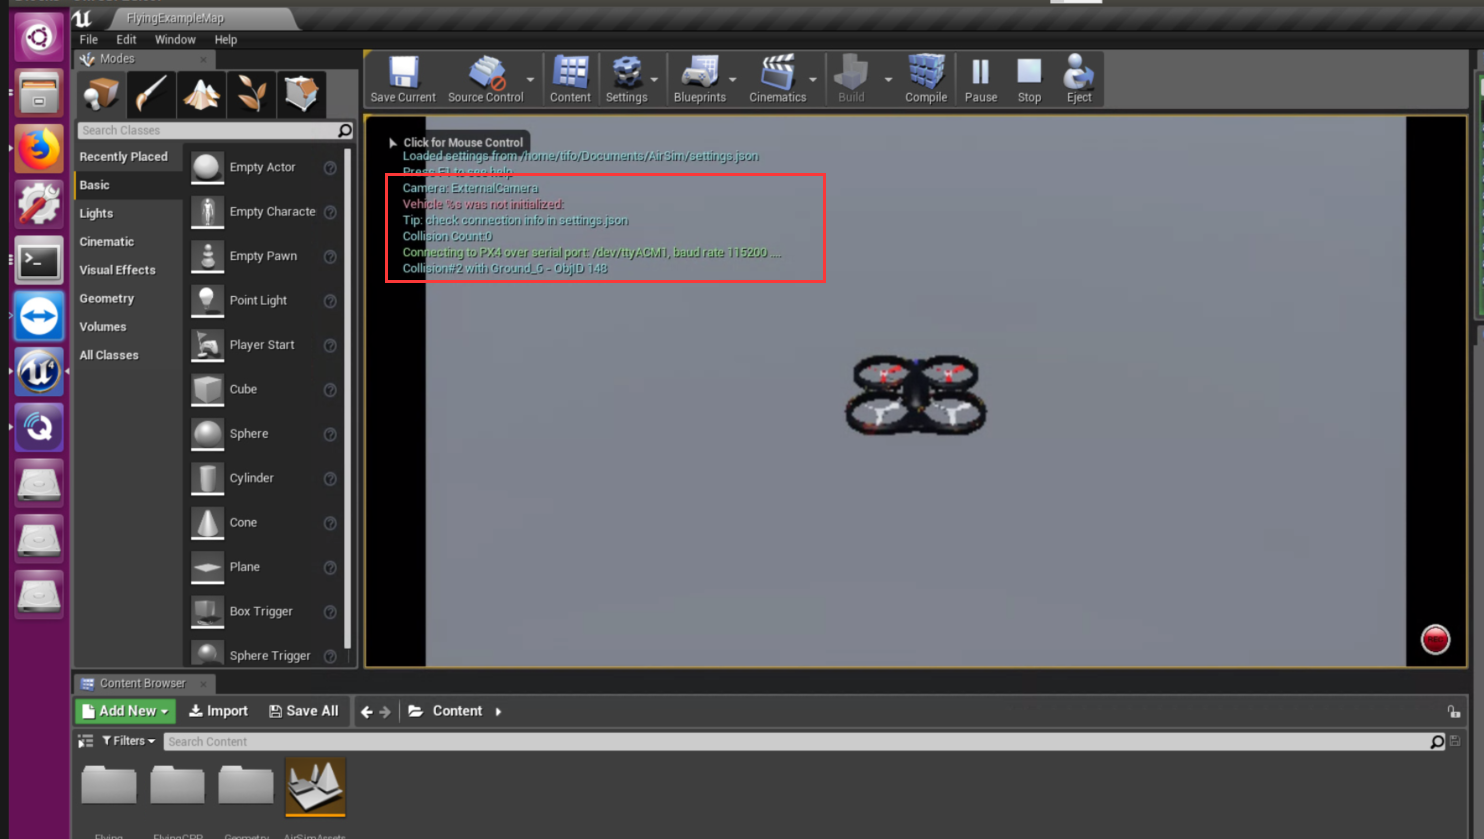 FlyingExampleMap
File Edit Window Help
Modes
Save Current Source Control Content Settings Blueprints Cinematics Build Compile Pause Stop Eject
Search Classes
Recently Placed
Basic
Lights
Cinematic
Visual Effects
Geometry
Volumes
All Classes
Empty Actor
Empty Characte
Empty Pawn
Point Light
Player Start
Cube
Sphere
Cylinder
Cone
Plane
Box Trigger
Sphere Trigger
Click for Mouse Control
Loaded settings from /home/tifo/Documents/AirSim/settings.json
Press F1 to see help
Camera: ExternalCamera
Vehicle %s was not initialized:
Tip: check connection info in settings.json
Collision Count:0
Connecting to PX4 over serial port: /dev/ttyACM1, baud rate 115200 ....
Collision#2 with Ground_6 - ObjID 148
REC
Content Browser
Add New Import Save All Content
Filters Search Content
Flying FlyingCPP Geometry AirSimAssets